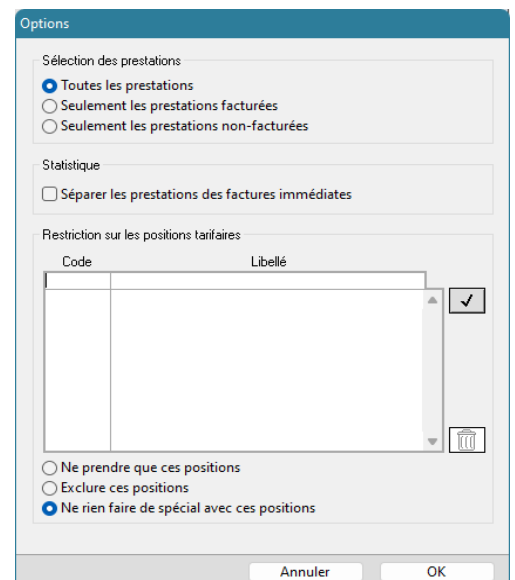 Options
Sélection des prestations
Toutes les prestations
Seulement les prestations facturées
Seulement les prestations non-facturées
Statistique
Séparer les prestations des factures immédiates
Restriction sur les positions tarifaires
Code Libellé
Ne prendre que ces positions
Exclure ces positions
Ne rien faire de spécial avec ces positions
Annuler OK